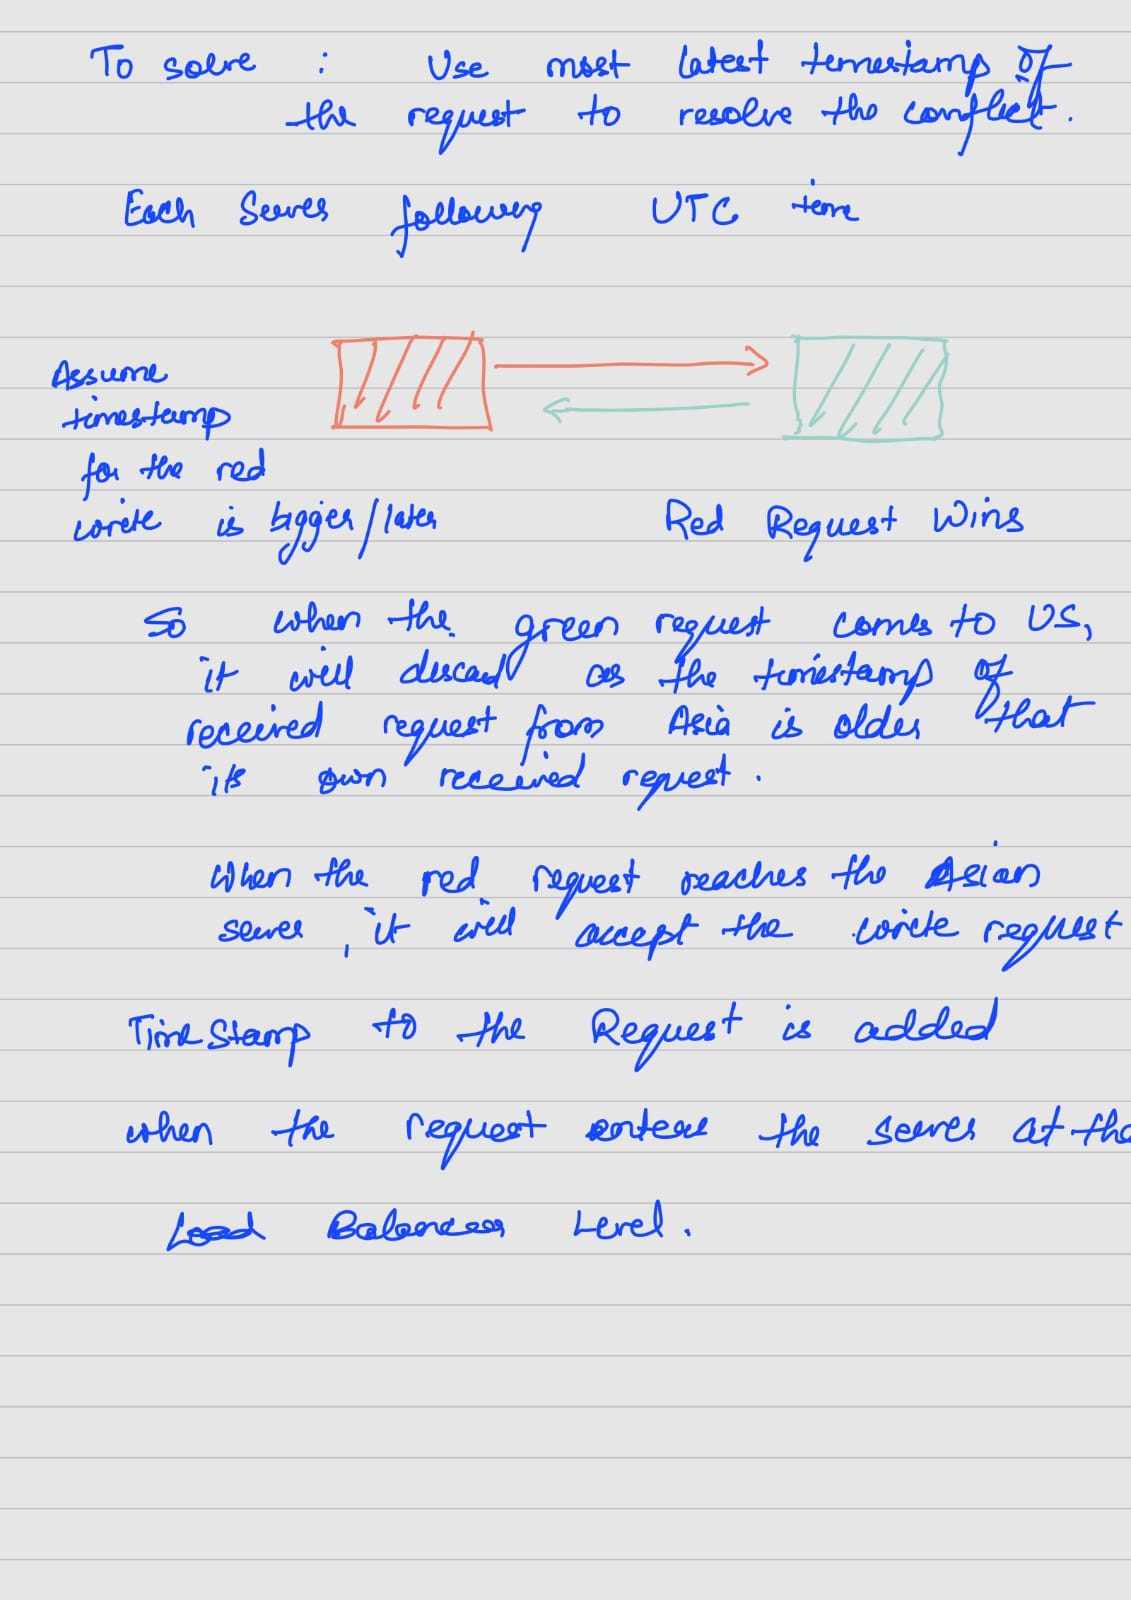 To solve : Use most latest timestamp of
the request to resolve the conflict.
Each Server following UTC time
Assume
timestamp
for the red
write is bigger/later
Red Request Wins
So when the green request comes to US,
it will discard as the timestamp of
received request from Asia is older that
it's own received request.
When the red request reaches the Asian
server, it will accept the write request
TimeStamp to the Request is added
when the request enters the server at the
Load Balancer Level.